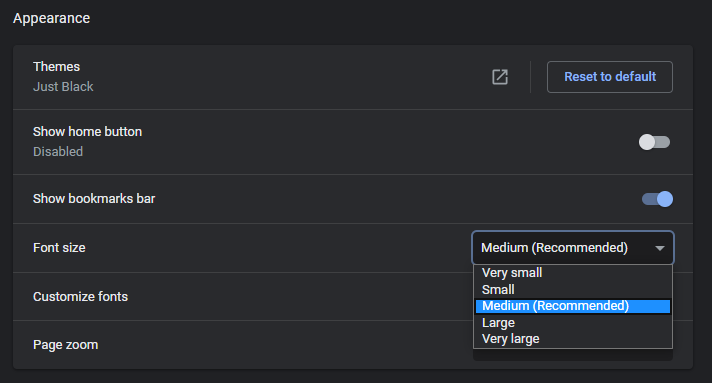 Appearance
Themes
Just Black
Reset to default
Show home button
Disabled
Show bookmarks bar
Font size
Medium (Recommended)
Very small
Small
Medium (Recommended)
Large
Very large
Customize fonts
Page zoom